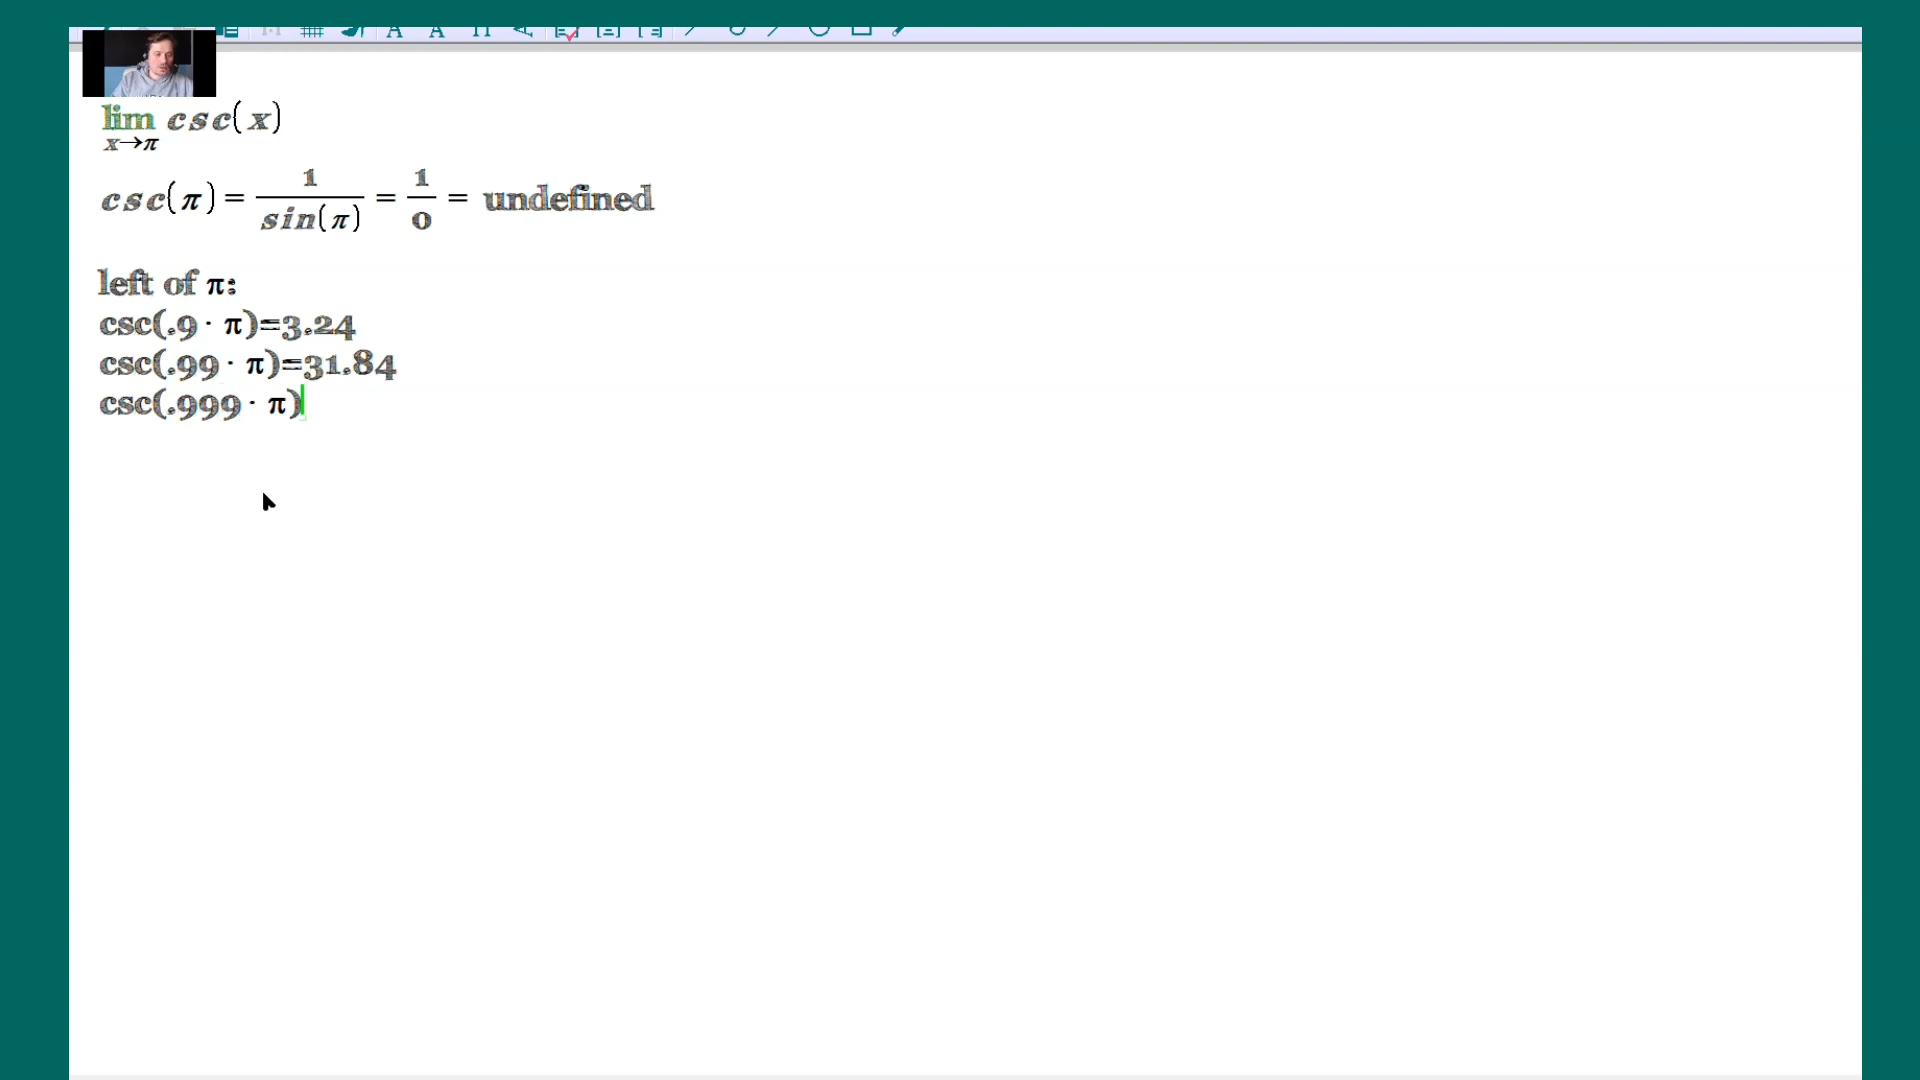 lim csc(x)
x→π
csc(π) = 1/sin(π) = 1/0 = undefined
left of π:
csc(.9 · π)=3.24
csc(.99 · π)=31.84
csc(.999 · π)